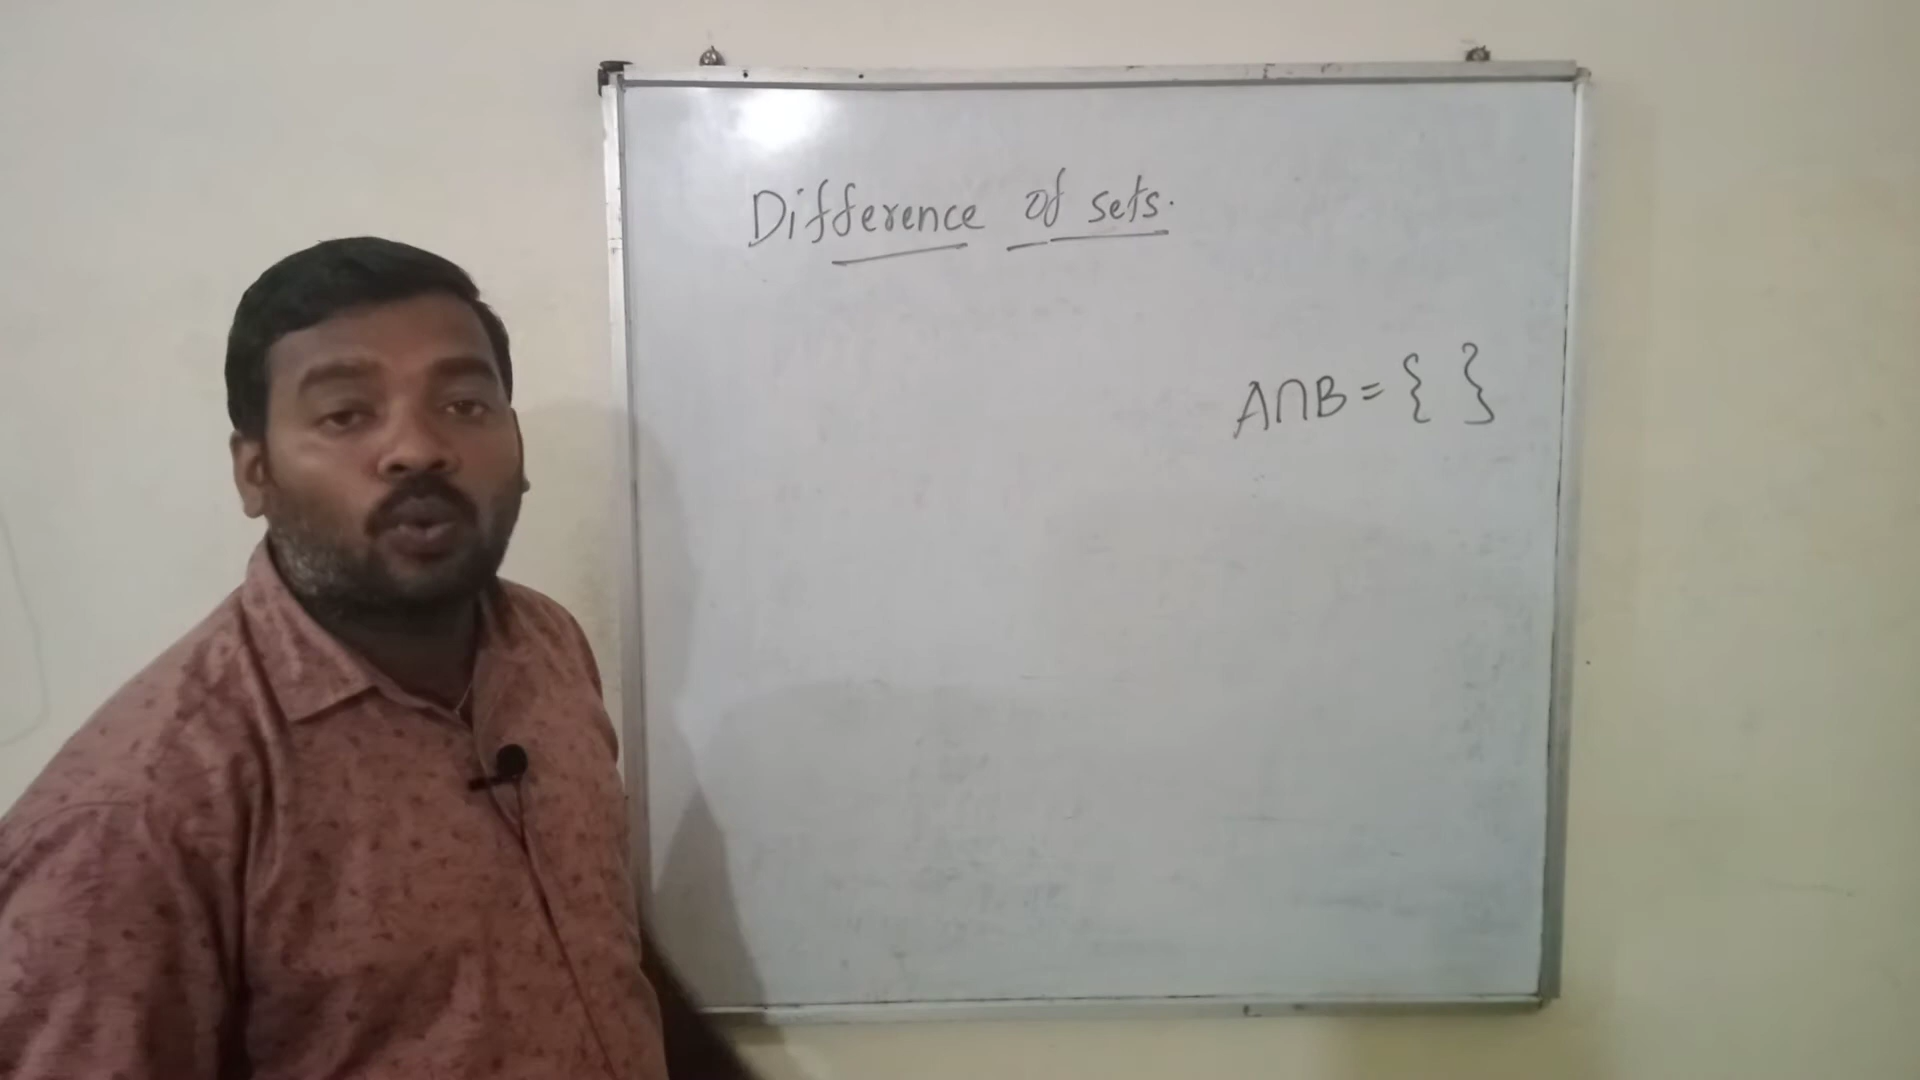 Difference of sets.
A∩B = { }